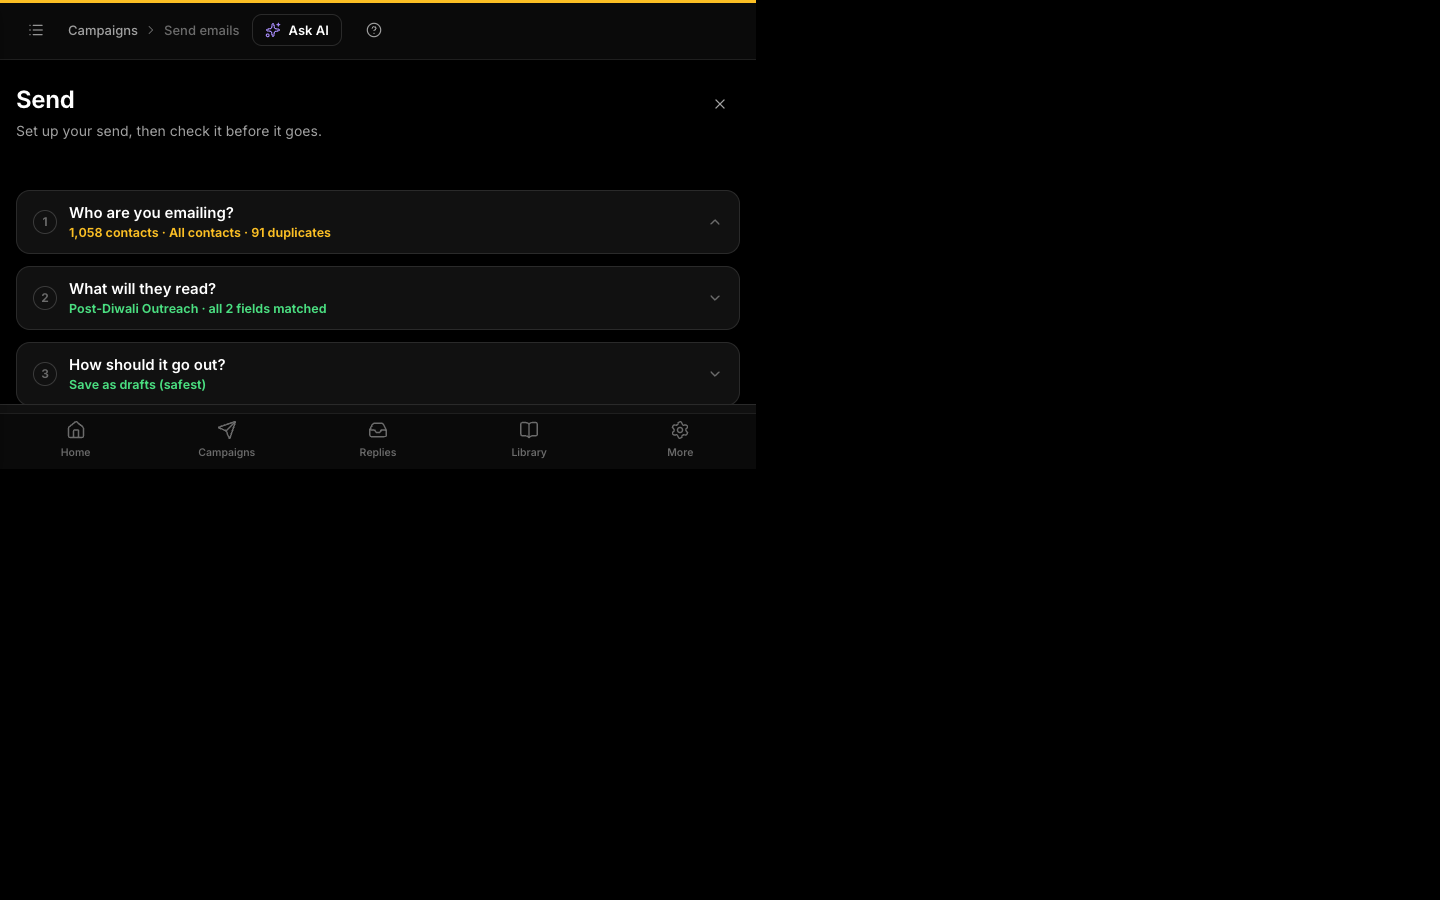 Campaigns > Send emails
Ask AI
Send
Set up your send, then check it before it goes.
1
Who are you emailing?
1,058 contacts · All contacts · 91 duplicates
2
What will they read?
Post-Diwali Outreach · all 2 fields matched
3
How should it go out?
Save as drafts (safest)
Home
Campaigns
Replies
Library
More